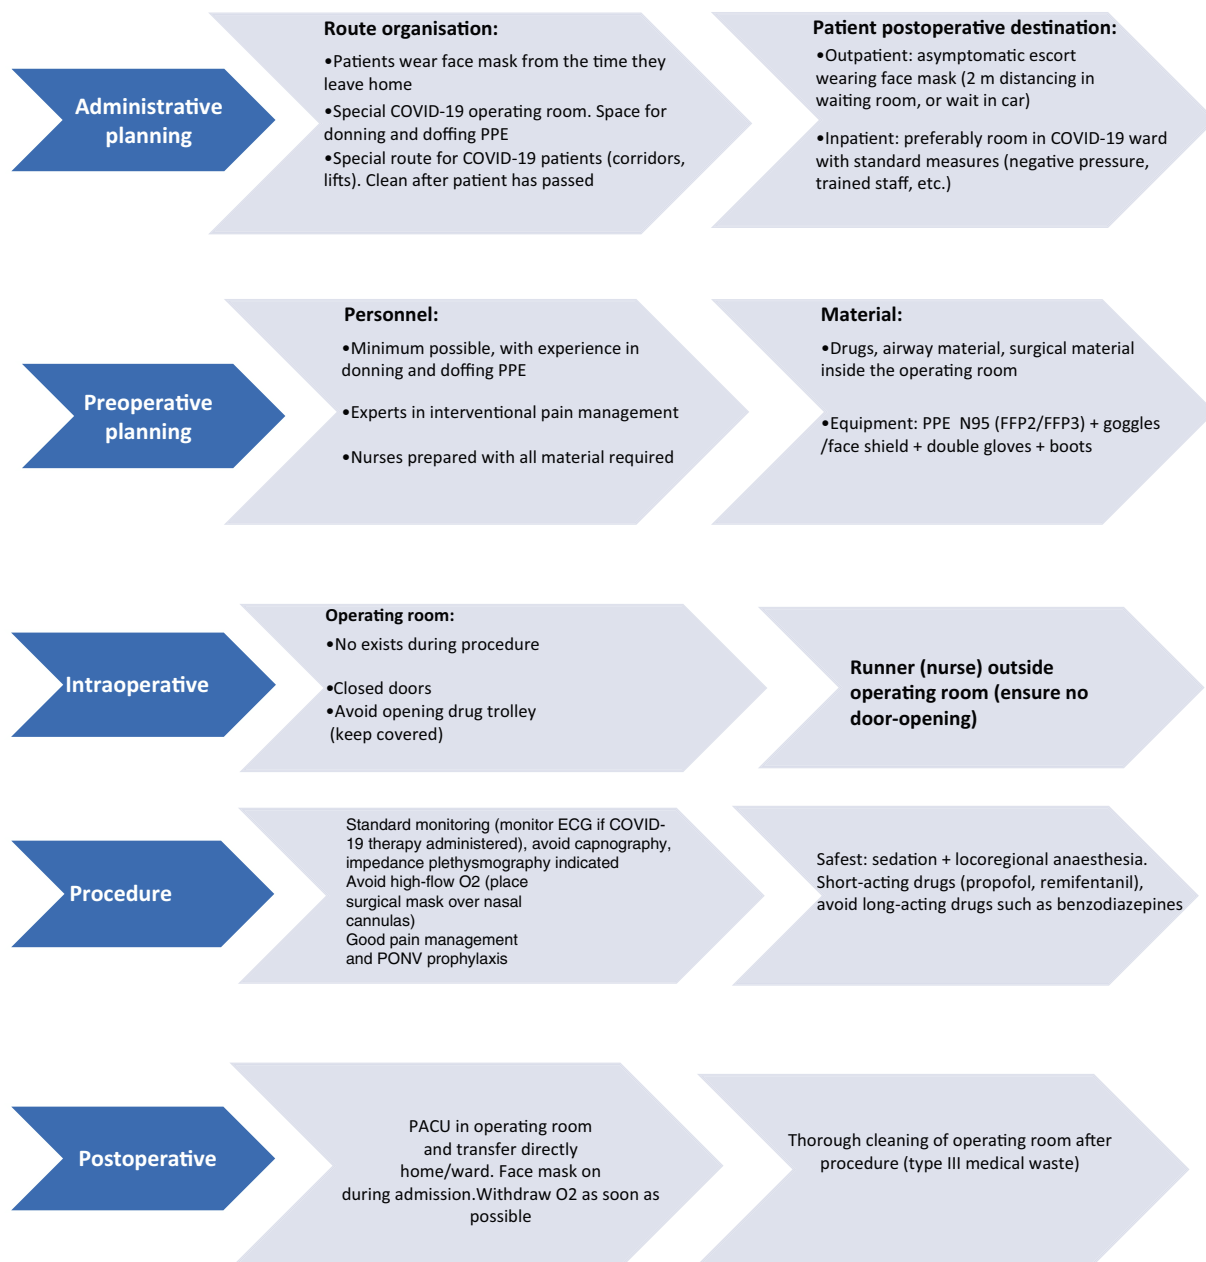 Administrative
planning
Route organisation:
•Patients wear face mask from the time they
leave home
•Special COVID-19 operating room. Space for
donning and doffing PPE
•Special route for COVID-19 patients (corridors,
lifts). Clean after patient has passed
Patient postoperative destination:
•Outpatient: asymptomatic escort
wearing face mask (2 m distancing in
waiting room, or wait in car)
•Inpatient: preferably room in COVID-19 ward
with standard measures (negative pressure,
trained staff, etc.)
Preoperative
planning
Personnel:
•Minimum possible, with experience in
donning and doffing PPE
•Experts in interventional pain management
•Nurses prepared with all material required
Material:
•Drugs, airway material, surgical material
inside the operating room
•Equipment: PPE  N95 (FFP2/FFP3) + goggles
/face shield + double gloves + boots
Intraoperative
Operating room:
•No exists during procedure
•Closed doors
•Avoid opening drug trolley
(keep covered)
Runner (nurse) outside
operating room (ensure no
door-opening)
Procedure
Standard monitoring (monitor ECG if COVID-
19 therapy administered), avoid capnography,
impedance plethysmography indicated
Avoid high-flow O2 (place
surgical mask over nasal
cannulas)
Good pain management
and PONV prophylaxis
Safest: sedation + locoregional anaesthesia.
Short-acting drugs (propofol, remifentanil),
avoid long-acting drugs such as benzodiazepines
Postoperative
PACU in operating room
and transfer directly
home/ward. Face mask on
during admission.Withdraw O2 as soon as
possible
Thorough cleaning of operating room after
procedure (type III medical waste)